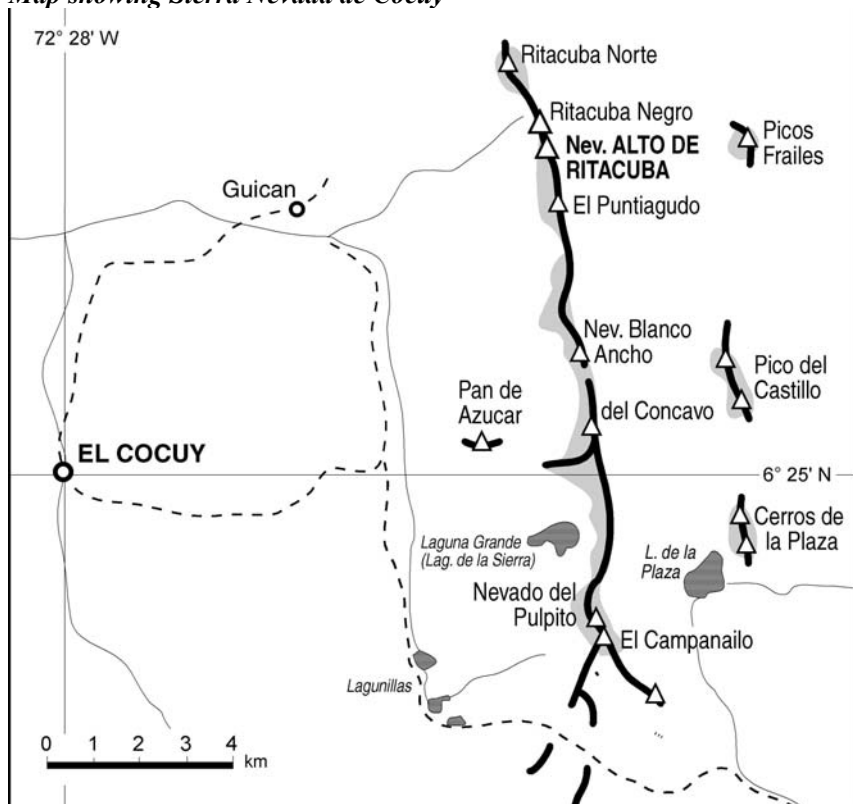 Map showing Sierra Nevada de Cocuy
72° 28' W
Ritacuba Norte
Ritacuba Negro
Nev. ALTO DE
RITACUBA
Picos
Frailes
Guican
El Puntiagudo
Nev. Blanco
Ancho
Pico del
Castillo
Pan de
Azucar
del Concavo
EL COCUY
6° 25' N
Cerros de
la Plaza
Laguna Grande
(Lag. de la Sierra)
L. de la
Plaza
Nevado del
Pulpito
El Campanailo
Lagunillas
0 1 2 3 4
km